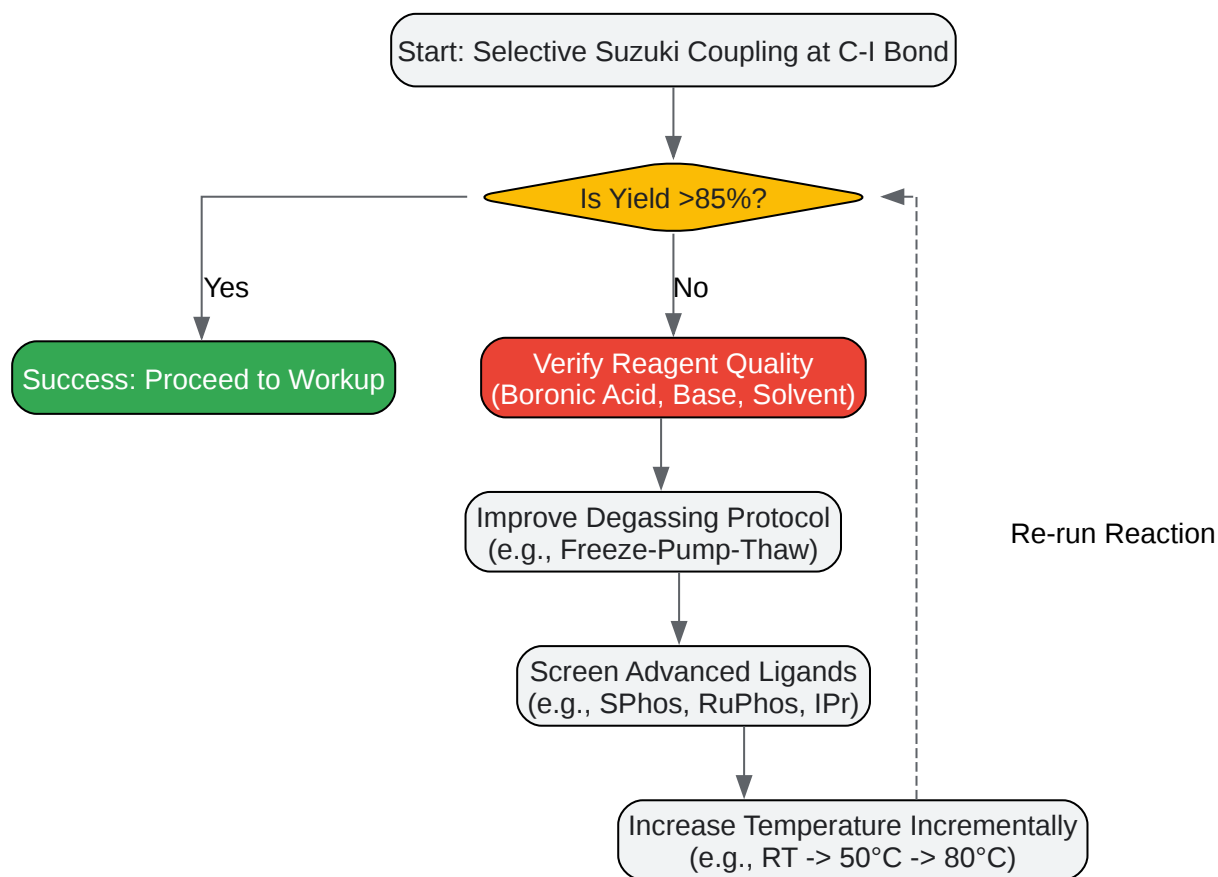 Start: Selective Suzuki Coupling at C-I Bond
Is Yield >85%?
Yes
No
Success: Proceed to Workup
Verify Reagent Quality
(Boronic Acid, Base, Solvent)
Improve Degassing Protocol
(e.g., Freeze-Pump-Thaw)
Re-run Reaction
Screen Advanced Ligands
(e.g., SPhos, RuPhos, IPr)
Increase Temperature Incrementally
(e.g., RT -> 50°C -> 80°C)